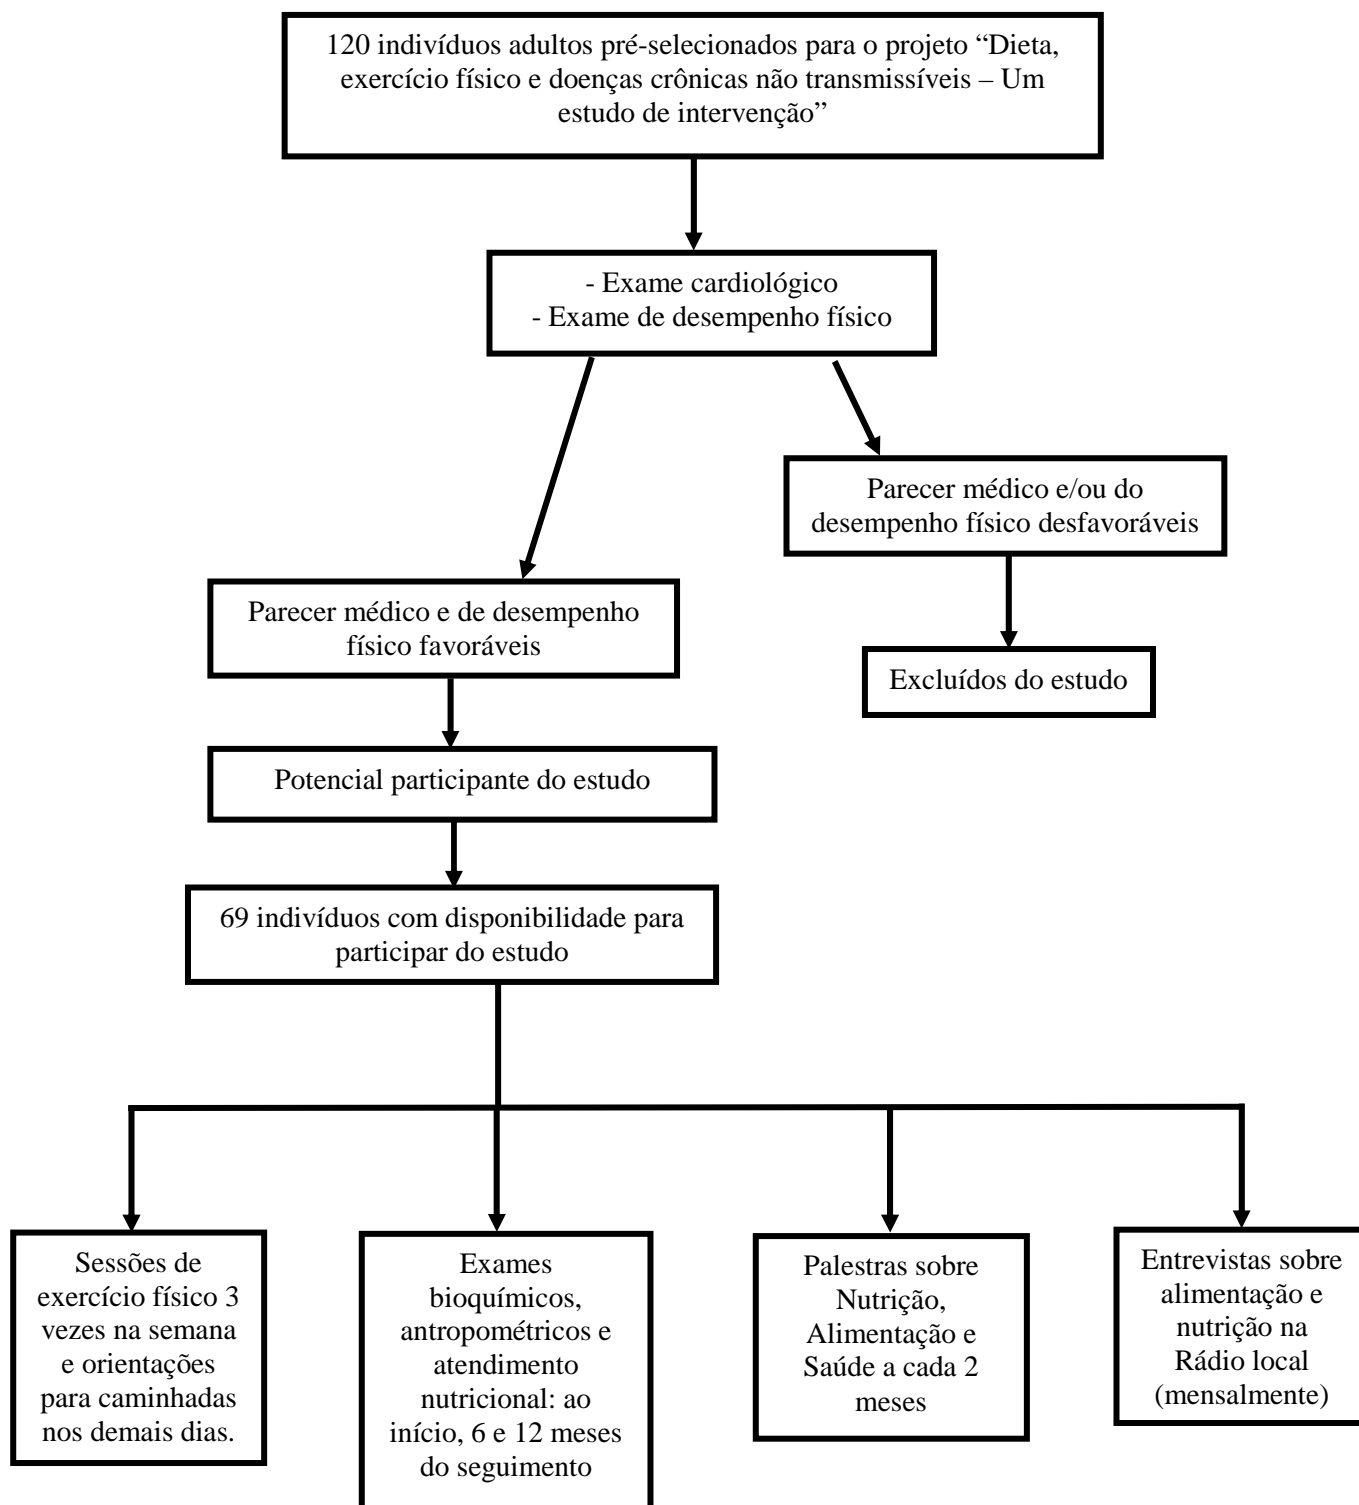 120 indivíduos adultos pré-selecionados para o projeto “Dieta,
exercício físico e doenças crônicas não transmissíveis – Um
estudo de intervenção”
- Exame cardiológico
- Exame de desempenho físico
Parecer médico e/ou do
desempenho físico desfavoráveis
Parecer médico e de desempenho
físico favoráveis
Excluídos do estudo
Potencial participante do estudo
69 indivíduos com disponibilidade para
participar do estudo
Sessões de
exercício físico 3
vezes na semana
e orientações
para caminhadas
nos demais dias.
Exames
bioquímicos,
antropométricos e
atendimento
nutricional: ao
início, 6 e 12 meses
do seguimento
Palestras sobre
Nutrição,
Alimentação e
Saúde a cada 2
meses
Entrevistas sobre
alimentação e
nutrição na
Rádio local
(mensalmente)